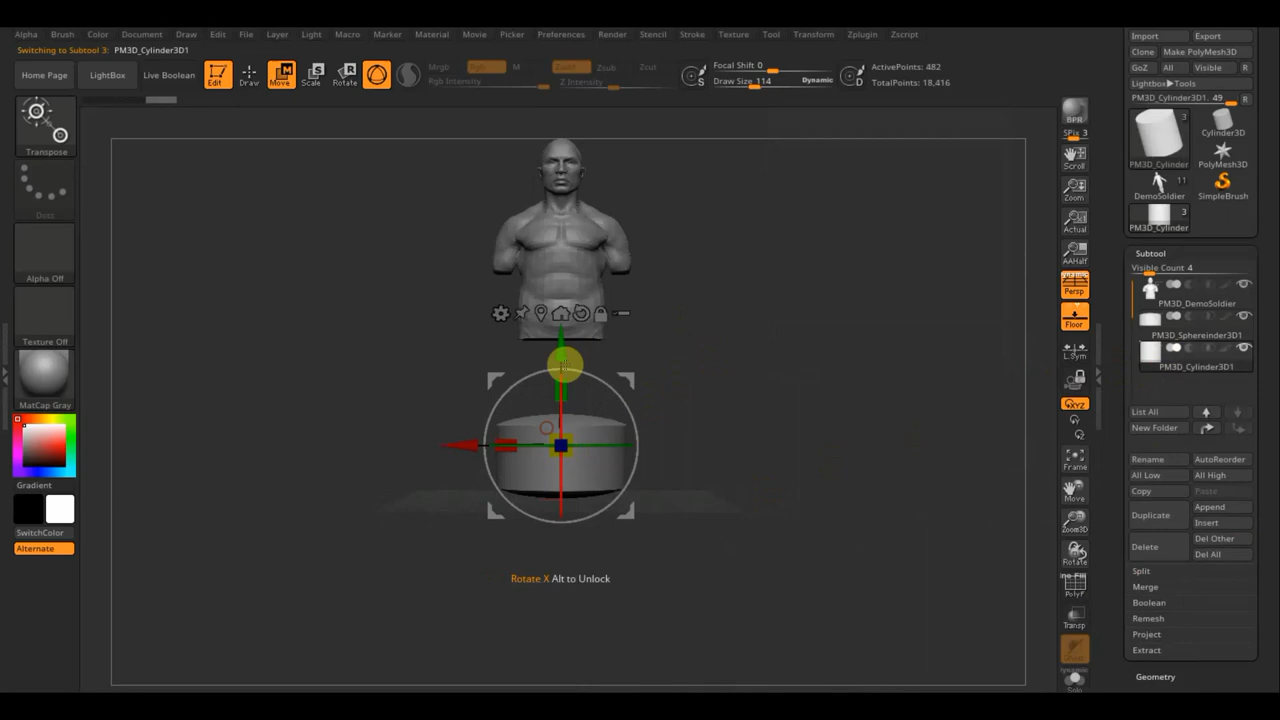 Alpha Brush Color Document Draw Edit File Layer Light Macro Marker Material Movie Picker Preferences Render Stencil Stroke Texture Tool Transform Zplugin Zscript
Switching to Subtool 3: PM3D_Cylinder3D1
Home Page LightBox Live Boolean Edit Draw Move Scale Rotate
Mrgb Rgb M Zadd Zsub Zcut
Rgb Intensity Z Intensity
S Focal Shift 0
Draw Size 114 Dynamic
D ActivePoints: 482
TotalPoints: 18,416
Transpose
Dots
Alpha Off
Texture Off
MatCap Gray
Gradient
SwitchColor
Alternate
Rotate X Alt to Unlock
BPR
SPix 3
Scroll
Zoom
Actual
AAHalf
Persp
Floor
L.Sym
XYZ
Frame
Move
Zoom3D
Rotate
PolyF
Transp
Solo
Import Export
Clone Make PolyMesh3D
GoZ All Visible R
Lightbox▶Tools
PM3D_Cylinder3D1. 49 R
3
PM3D_Cylinder Cylinder3D
PolyMesh3D
11
DemoSoldier SimpleBrush
3
PM3D_Cylinder
Subtool
Visible Count 4
PM3D_DemoSoldier
PM3D_Sphereinder3D1
PM3D_Cylinder3D1
List All
New Folder
Rename AutoReorder
All Low All High
Copy Paste
Duplicate Append
Insert
Delete Del Other
Del All
Split
Merge
Boolean
Remesh
Project
Extract
Geometry